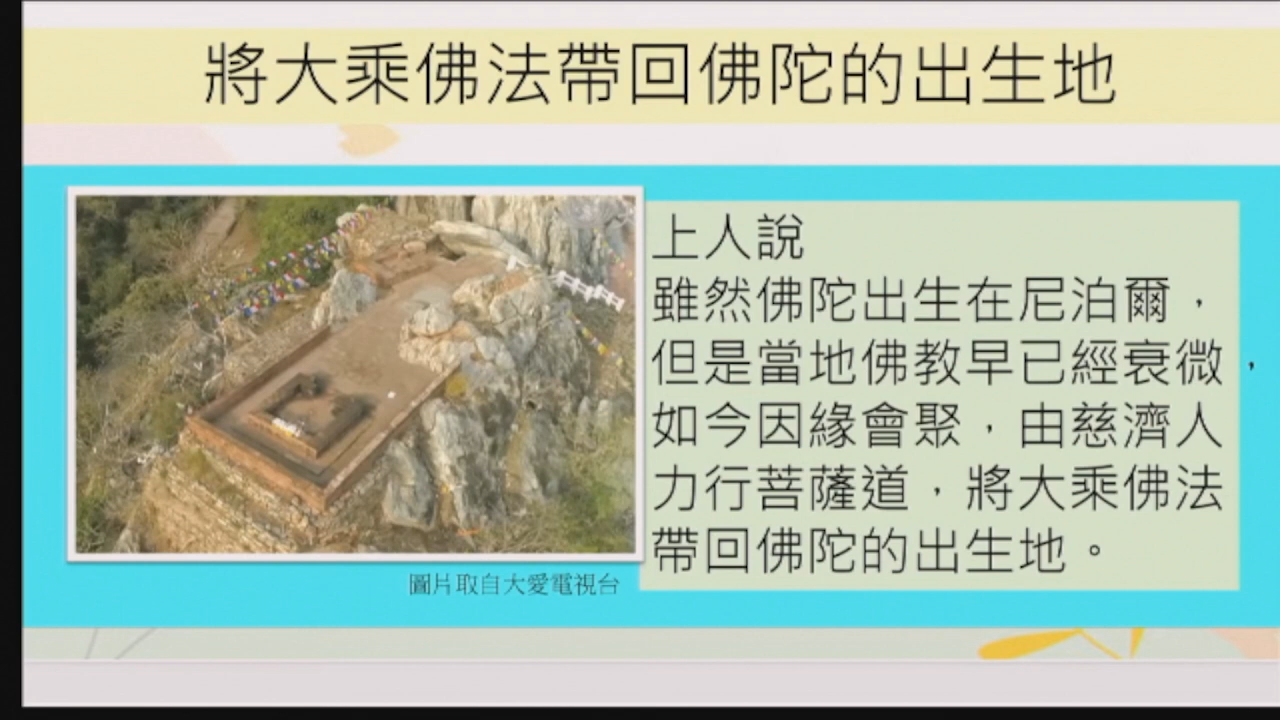 將大乘佛法帶回佛陀的出生地
上人說
雖然佛陀出生在尼泊爾，
但是當地佛教早已經衰微，
如今因緣會聚，由慈濟人
力行菩薩道，將大乘佛法
帶回佛陀的出生地。
圖片取自大愛電視台